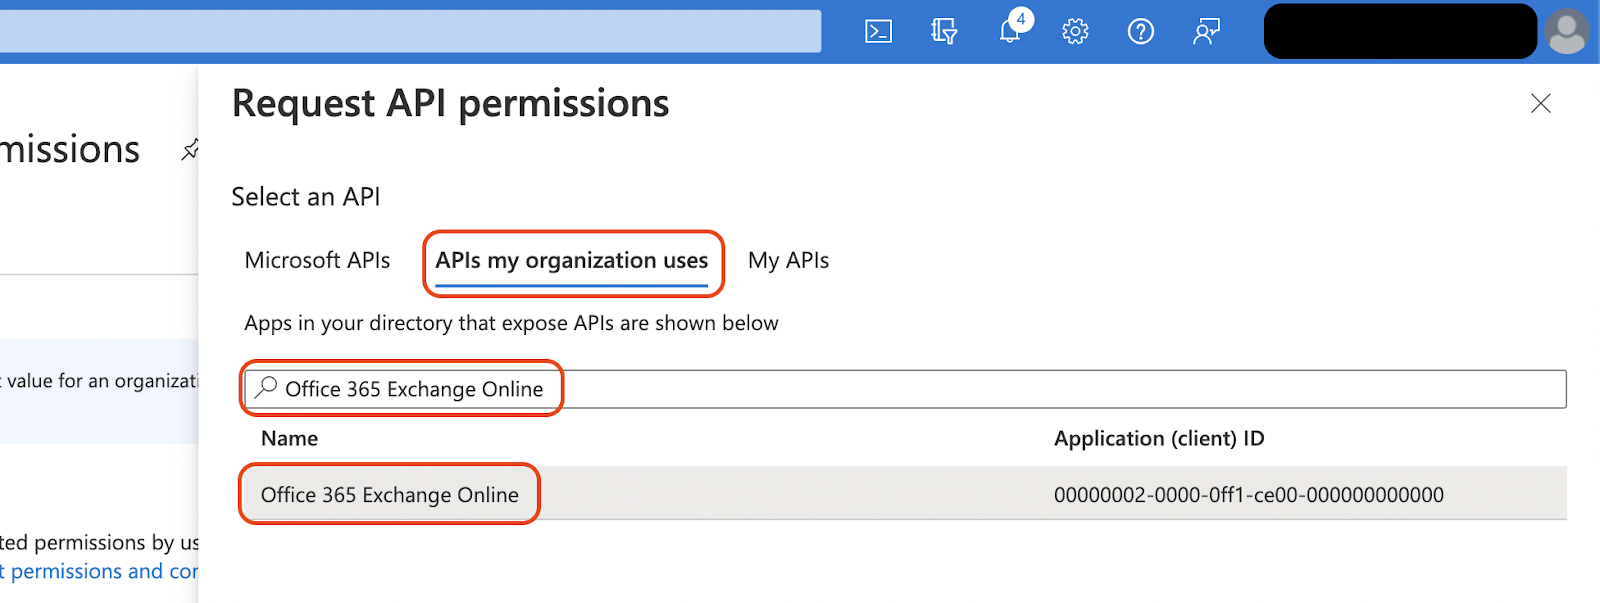 4
Request API permissions
missions
Select an API
Microsoft APIs APIs my organization uses My APIs
Apps in your directory that expose APIs are shown below
value for an organizati
Office 365 Exchange Online
Name Application (client) ID
Office 365 Exchange Online 00000002-0000-0ff1-ce00-000000000000
ted permissions by us
t permissions and cor